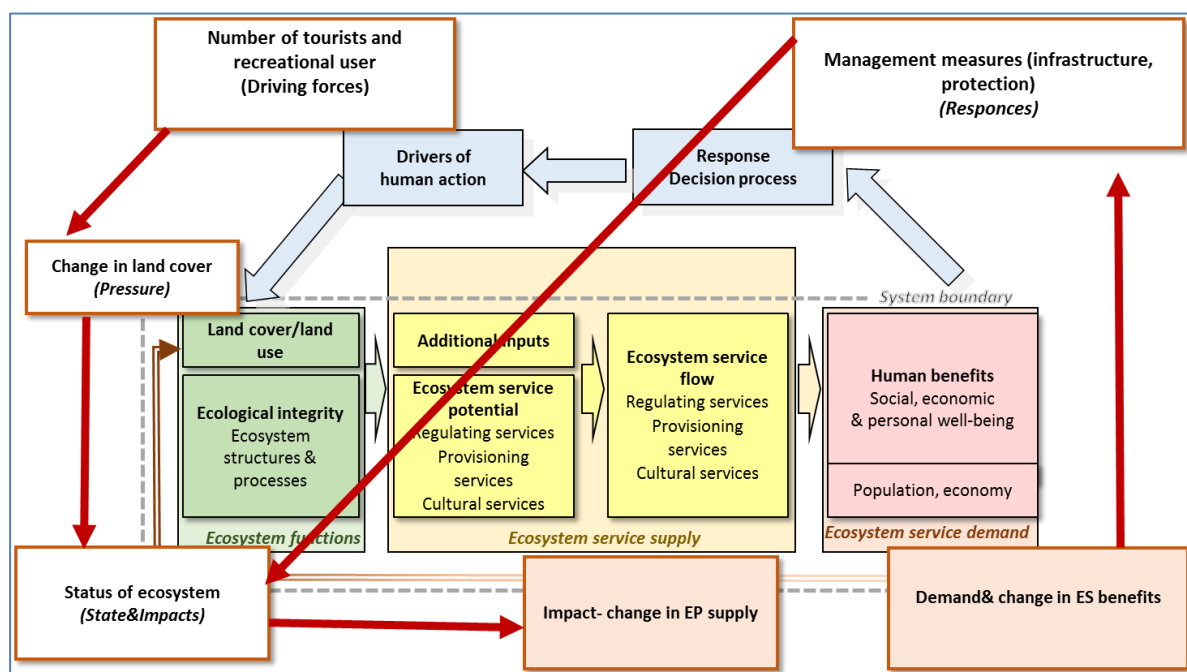 Number of tourists and
recreational user
(Driving forces)
Management measures (infrastructure,
protection)
(Responces)
Drivers of
human action
Response
Decision process
Change in land cover
(Pressure)
System boundary
Land cover/land
use
Additional inputs
Ecosystem service
flow
Regulating services
Provisioning
services
Cultural services
Human benefits
Social, economic
& personal well-being
Ecological integrity
Ecosystem
structures &
processes
Ecosystem service
potential
Regulating services
Provisioning
services
Cultural services
Population, economy
Ecosystem functions
Ecosystem service supply
Ecosystem service demand
Status of ecosystem
(State&Impacts)
Impact- change in EP supply
Demand& change in ES benefits